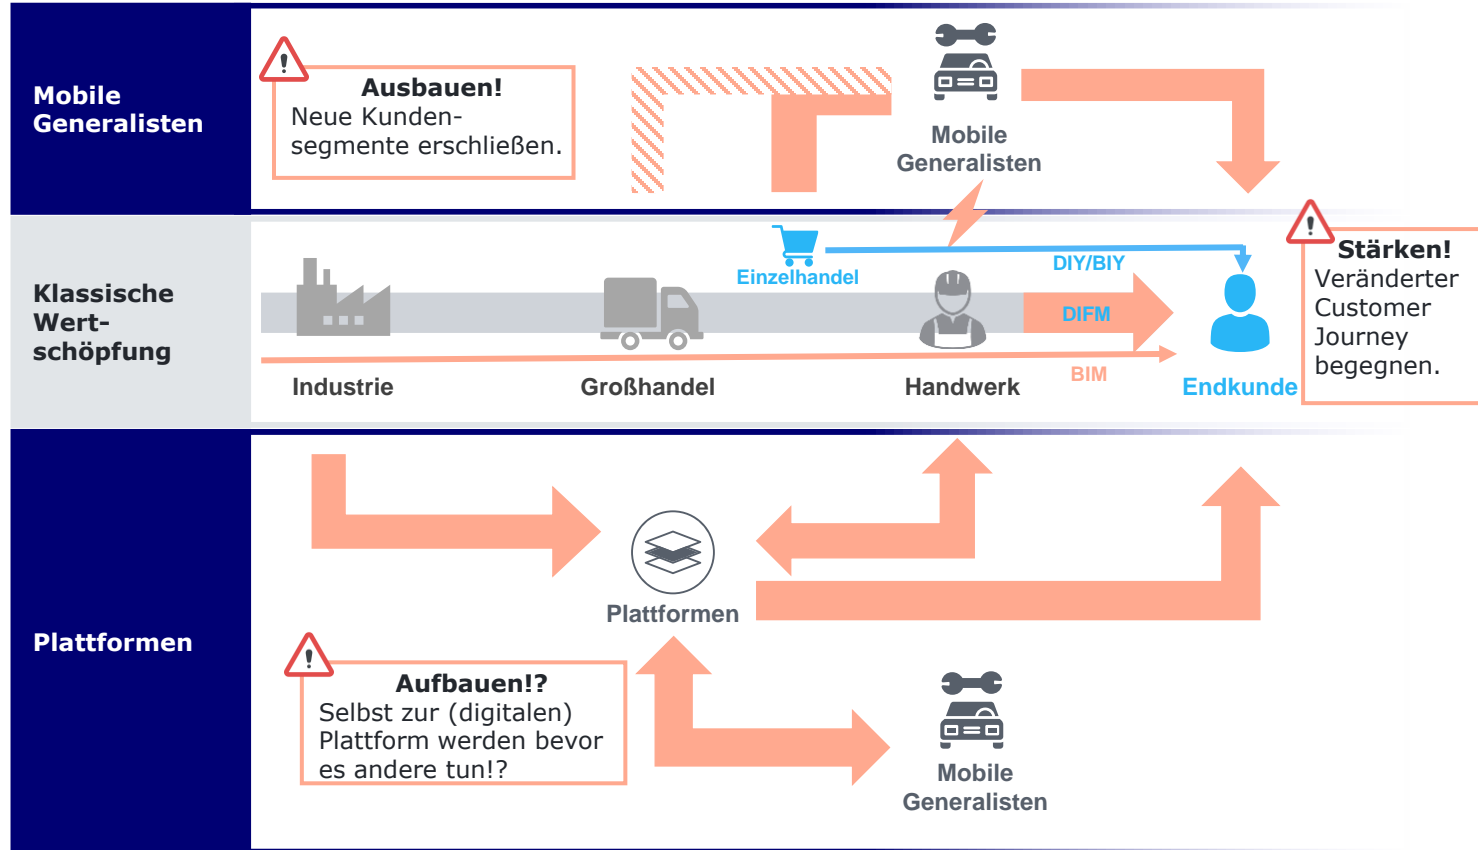 Mobile
Generalisten
Ausbauen!
Neue Kunden-
segmente erschließen.
Mobile
Generalisten
Klassische
Wert-
schöpfung
Einzelhandel
DIY/BIY
DIFM
BIM
Industrie
Großhandel
Handwerk
Endkunde
Stärken!
Veränderter
Customer
Journey
begegnen.
Plattformen
Plattformen
Aufbauen!?
Selbst zur (digitalen)
Plattform werden bevor
es andere tun!?
Mobile
Generalisten